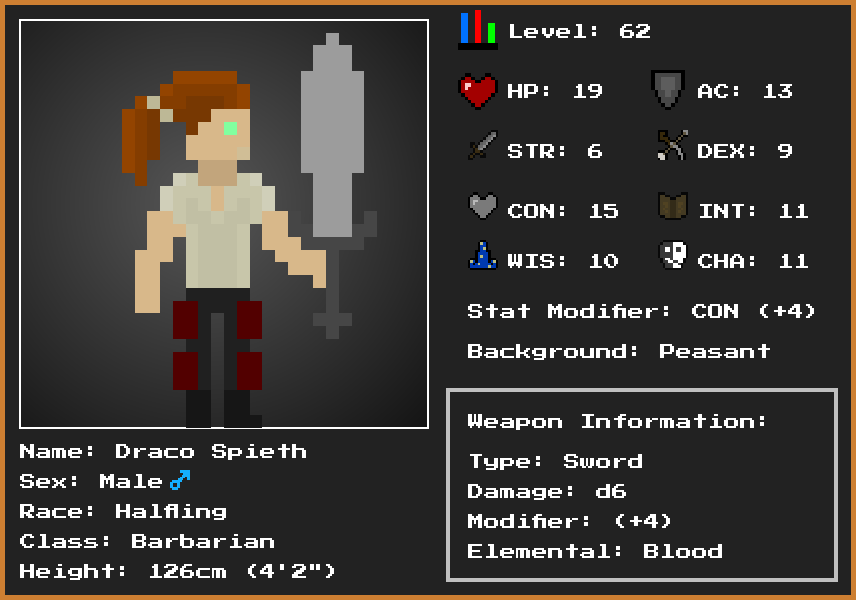 Level: 62
HP: 19
AC: 13
STR: 6
DEX: 9
CON: 15
INT: 11
WIS: 10
CHA: 11
Stat Modifier: CON (+4)
Background: Peasant
Weapon Information:
Type: Sword
Damage: d6
Modifier: (+4)
Elemental: Blood
Name: Draco Spieth
Sex: Male♂
Race: Halfling
Class: Barbarian
Height: 126cm (4'2")